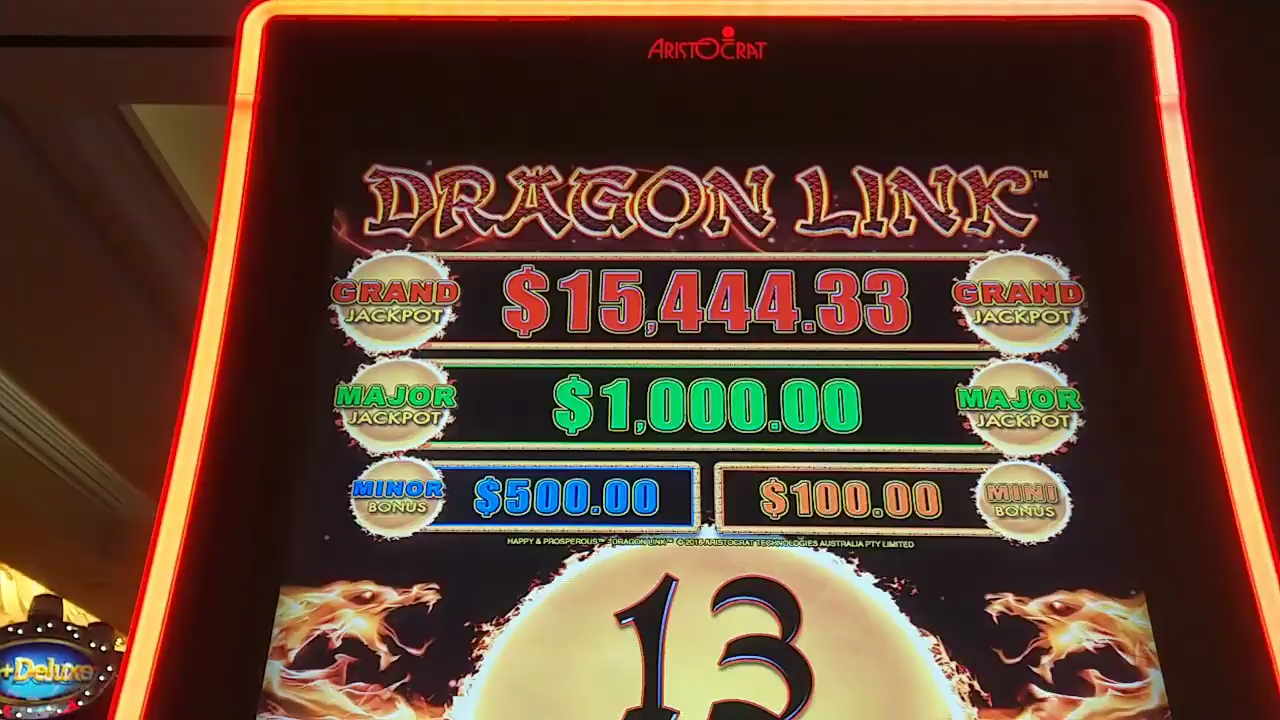 ARISTOCRAT
DRAGON LINK™
GRAND JACKPOT $15,444.33 GRAND JACKPOT
MAJOR JACKPOT $1,000.00 MAJOR JACKPOT
MINOR BONUS $500.00 $100.00 MINI BONUS
HAPPY & PROSPEROUS™ - DRAGON LINK™ © 2016 ARISTOCRAT TECHNOLOGIES AUSTRALIA PTY LIMITED
13
+Deluxe